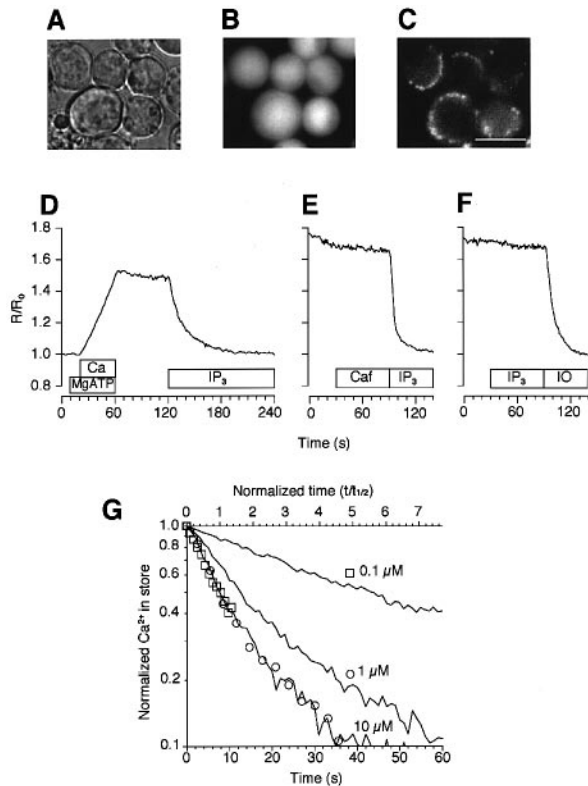 A B C
D E F
R/R₀
1.8
1.6
1.4
1.2
1.0
0.8
Ca
MgATP
IP₃
Caf IP₃
IP₃ IO
0 60 120 180 240
0 60 120
0 60 120
Time (s)
G
Normalized time (t/t₁/₂)
0 1 2 3 4 5 6 7
Normalized Ca²⁺ in store
1.0
0.8
0.6
0.4
0.2
0.1
0.1 µM
1 µM
10 µM
0 10 20 30 40 50 60
Time (s)